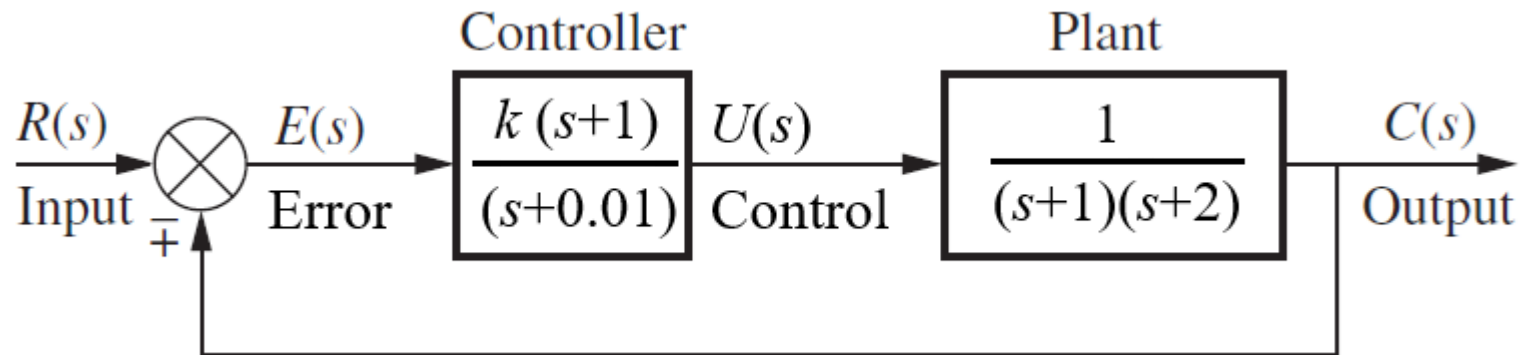 Controller
Plant
R(s)
Input
∓
E(s)
Error
k (s+1)
(s+0.01)
U(s)
Control
1
(s+1)(s+2)
C(s)
Output